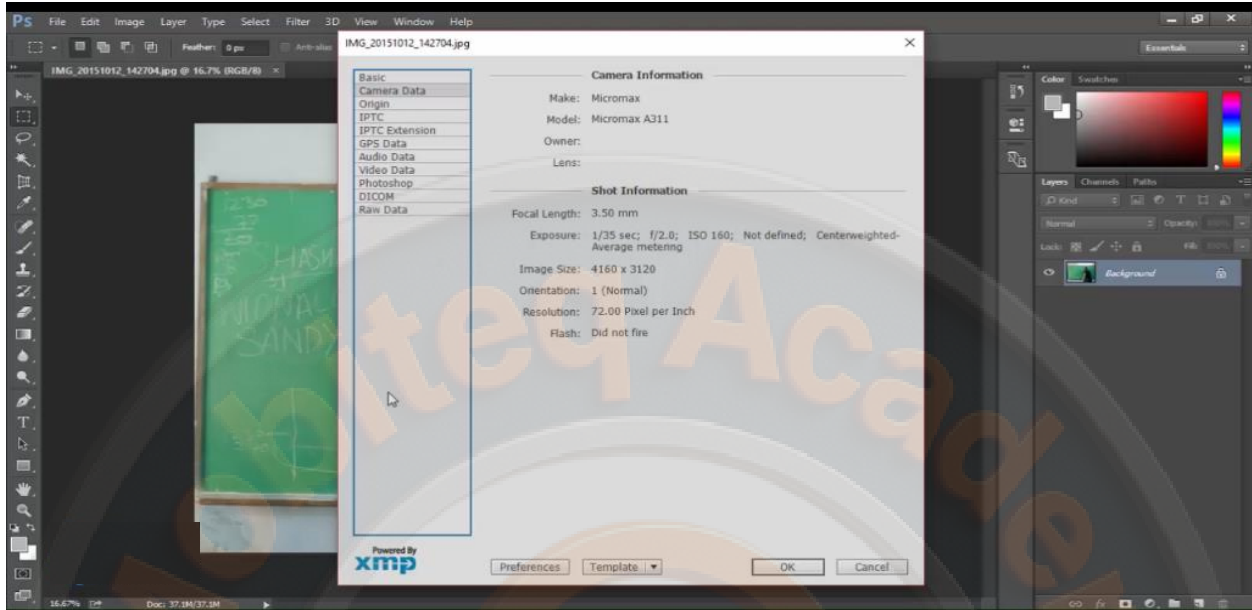 Ps File Edit Image Layer Type Select Filter 3D View Window Help
Feather: 0 px Anti-alias Essentials
IMG_20151012_142704.jpg @ 16.7% (RGB/8) ×
IMG_20151012_142704.jpg
Basic
Camera Data
Origin
IPTC
IPTC Extension
GPS Data
Audio Data
Video Data
Photoshop
DICOM
Raw Data
Camera Information
Make: Micromax
Model: Micromax A311
Owner:
Lens:
Shot Information
Focal Length: 3.50 mm
Exposure: 1/35 sec; f/2.0; ISO 160; Not defined; Centerweighted-
Average metering
Image Size: 4160 x 3120
Orientation: 1 (Normal)
Resolution: 72.00 Pixel per Inch
Flash: Did not fire
Powered By
xmp
Preferences Template OK Cancel
Color Swatches
Layers Channels Paths
Kind
Normal Opacity:
Lock: Fill:
Background
SANDY
16.67% Doc: 37.1M/37.1M